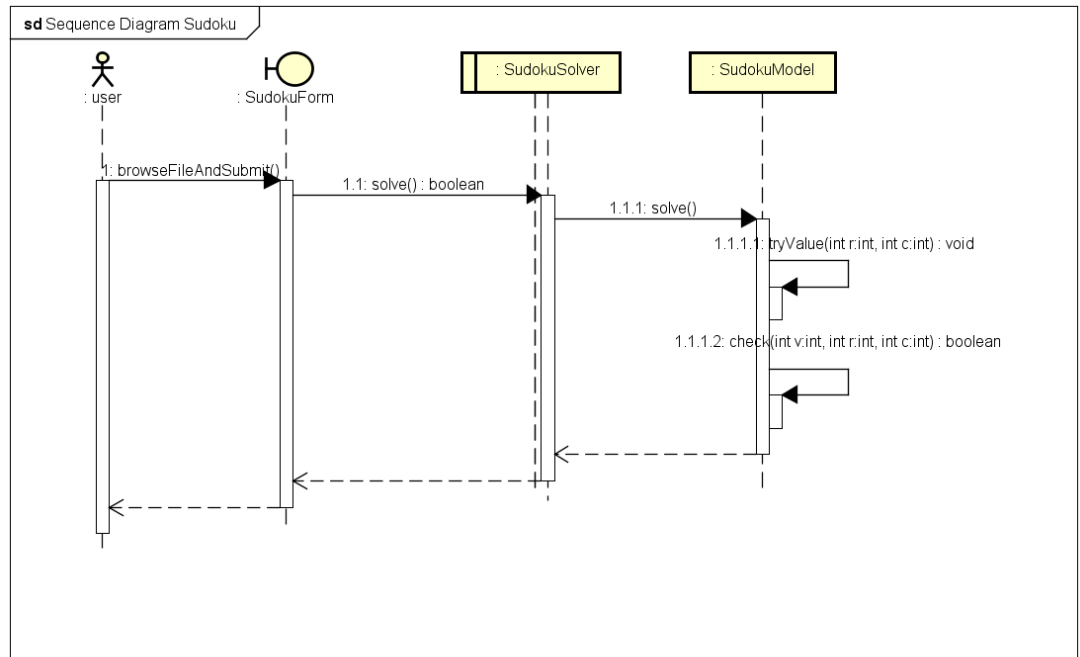 sd Sequence Diagram Sudoku
: user
: SudokuForm
: SudokuSolver
: SudokuModel
1: browseFileAndSubmit()
1.1: solve() : boolean
1.1.1: solve()
1.1.1.1: tryValue(int r:int, int c:int) : void
1.1.1.2: check(int v:int, int r:int, int c:int) : boolean